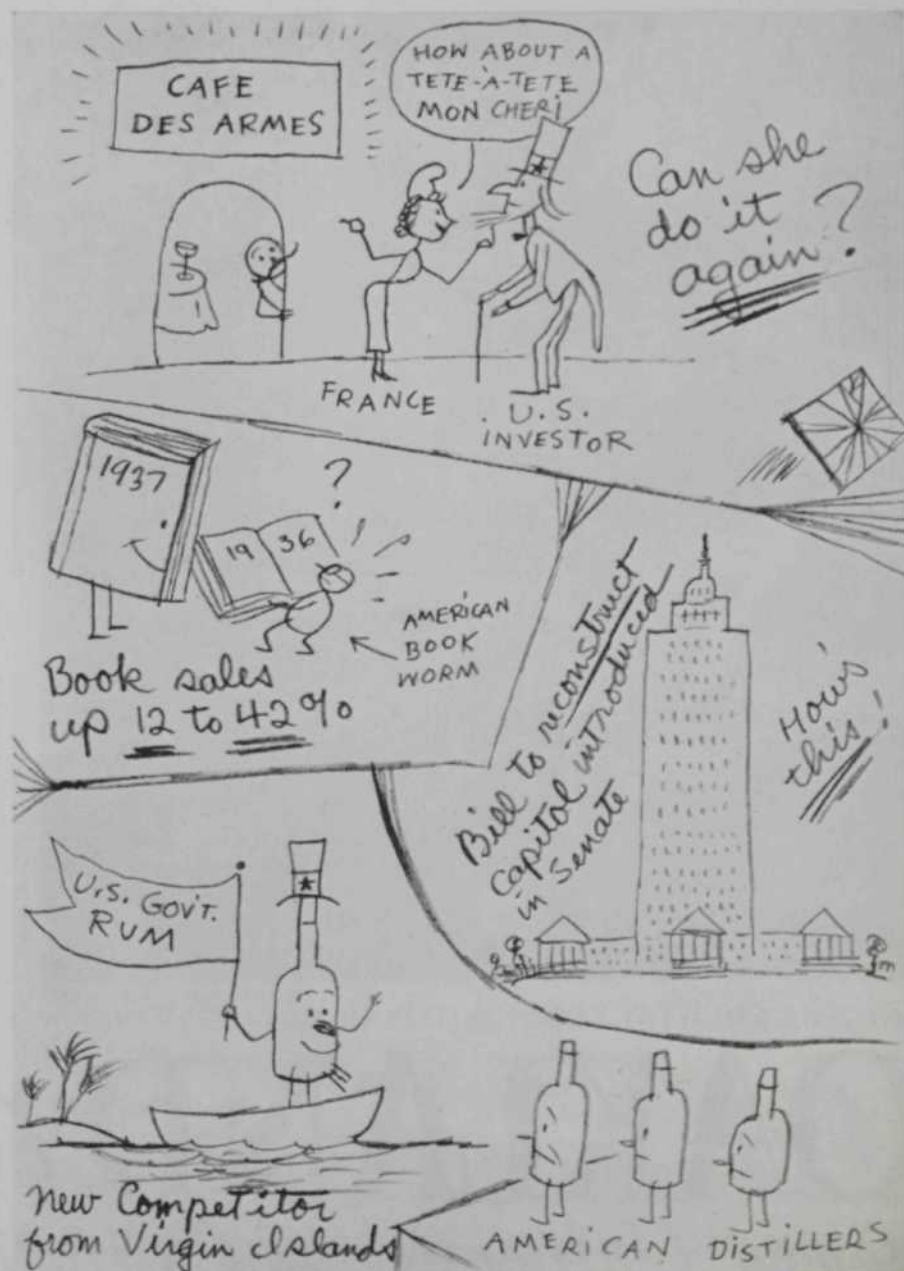 CAFE
DES ARMES
HOW ABOUT A
TETE-À-TETE
MON CHERI
Can she
do it
again?
FRANCE
U.S.
INVESTOR
1937
?
19 36
AMERICAN
BOOK
WORM
Book sales
up 12 to 42%
Bill to reconstruct
Capitol introduced
in Senate
How's
this!
U.S. GOV'T.
RUM
New Competitor
from Virgin Islands
AMERICAN DISTILLERS